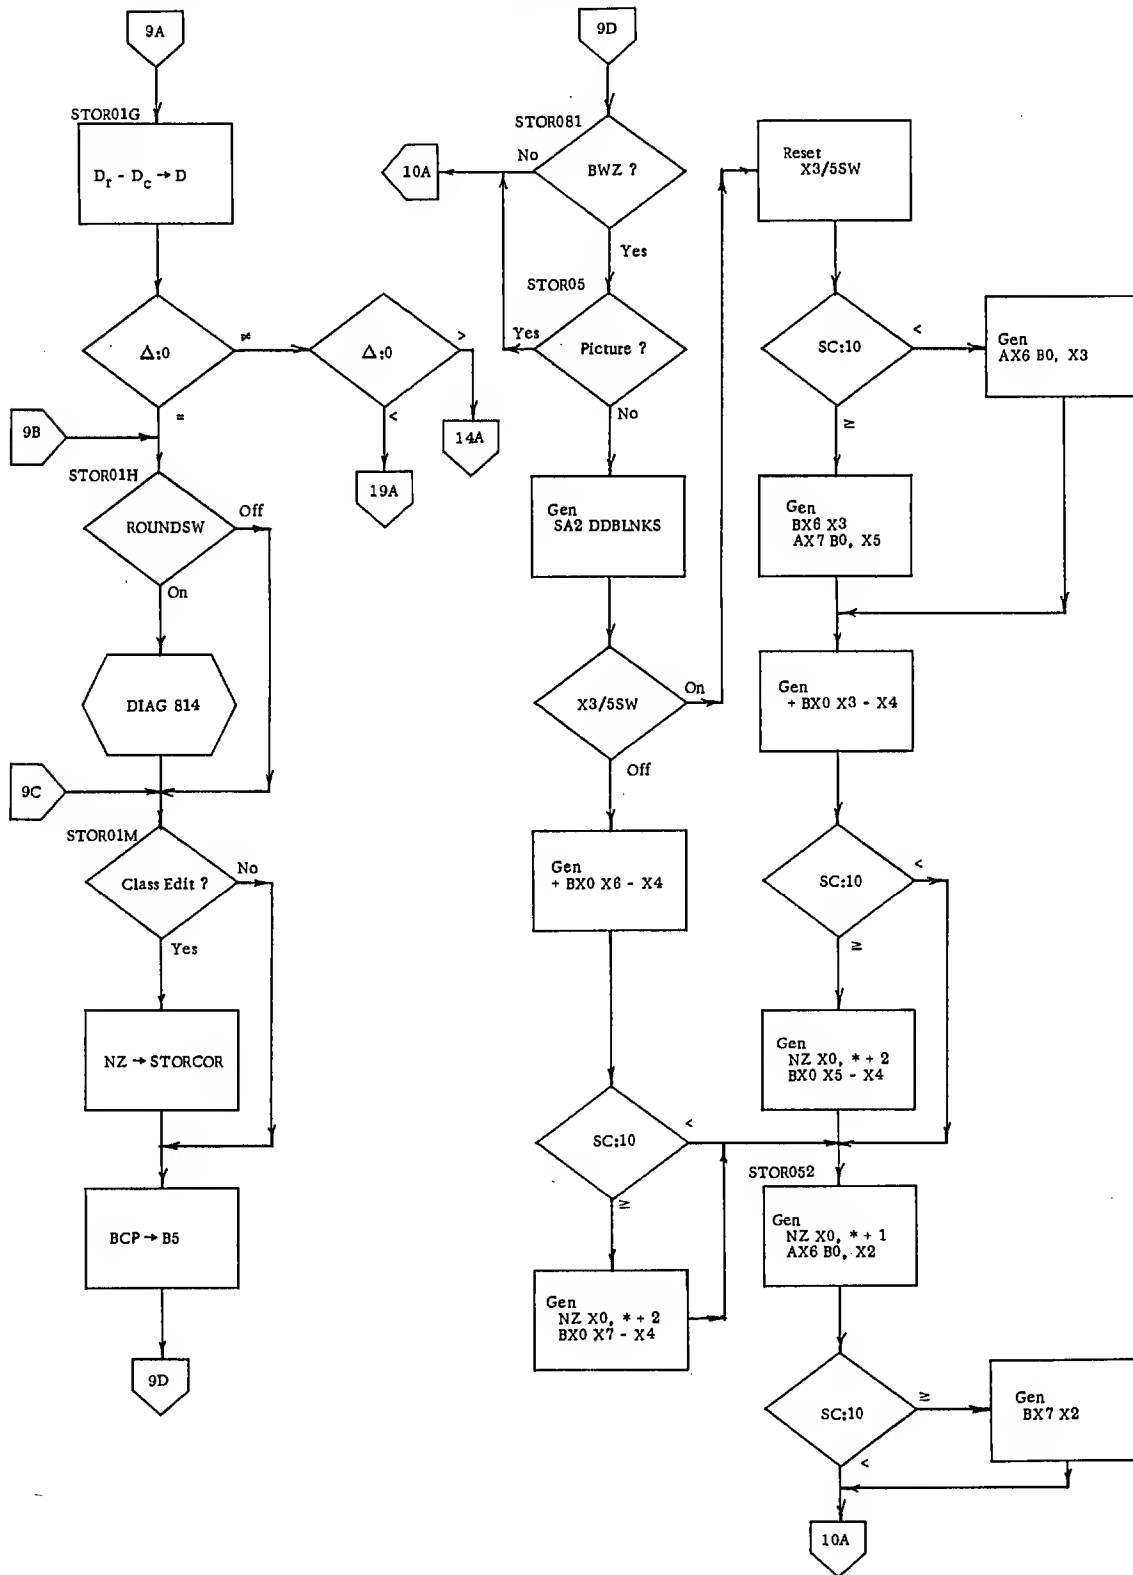 9A
STOR01G
Dr - Dc → D
Δ:0
≠
=
Δ:0
>
<
14A
19A
9B
STOR01H
ROUNDSW
Off
On
DIAG 814
9C
STOR01M
Class Edit ?
No
Yes
NZ → STORCOR
BCP → B5
9D
9D
STOR081
BWZ ?
No
10A
Yes
STOR05
Picture ?
Yes
No
Gen
SA2 DDBLNKS
X3/5SW
On
Off
Gen
+ BX0 X6 - X4
SC:10
<
≥
Gen
NZ X0, * + 2
BX0 X7 - X4
Reset
X3/5SW
SC:10
<
Gen
AX6 B0, X3
≥
Gen
BX6 X3
AX7 B0, X5
Gen
+ BX0 X3 - X4
SC:10
<
≥
Gen
NZ X0, * + 2
BX0 X5 - X4
STOR052
Gen
NZ X0, * + 1
AX6 B0, X2
SC:10
≥
Gen
BX7 X2
<
10A